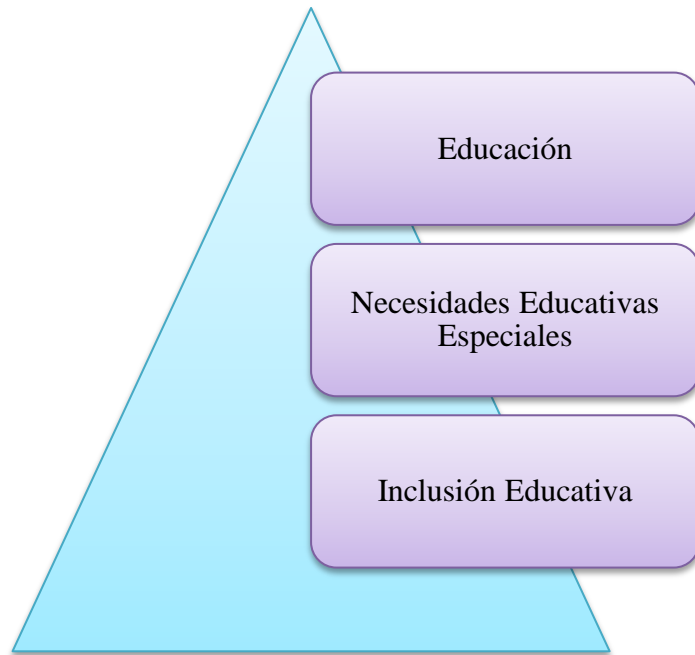 Educación
Necesidades Educativas
Especiales
Inclusión Educativa